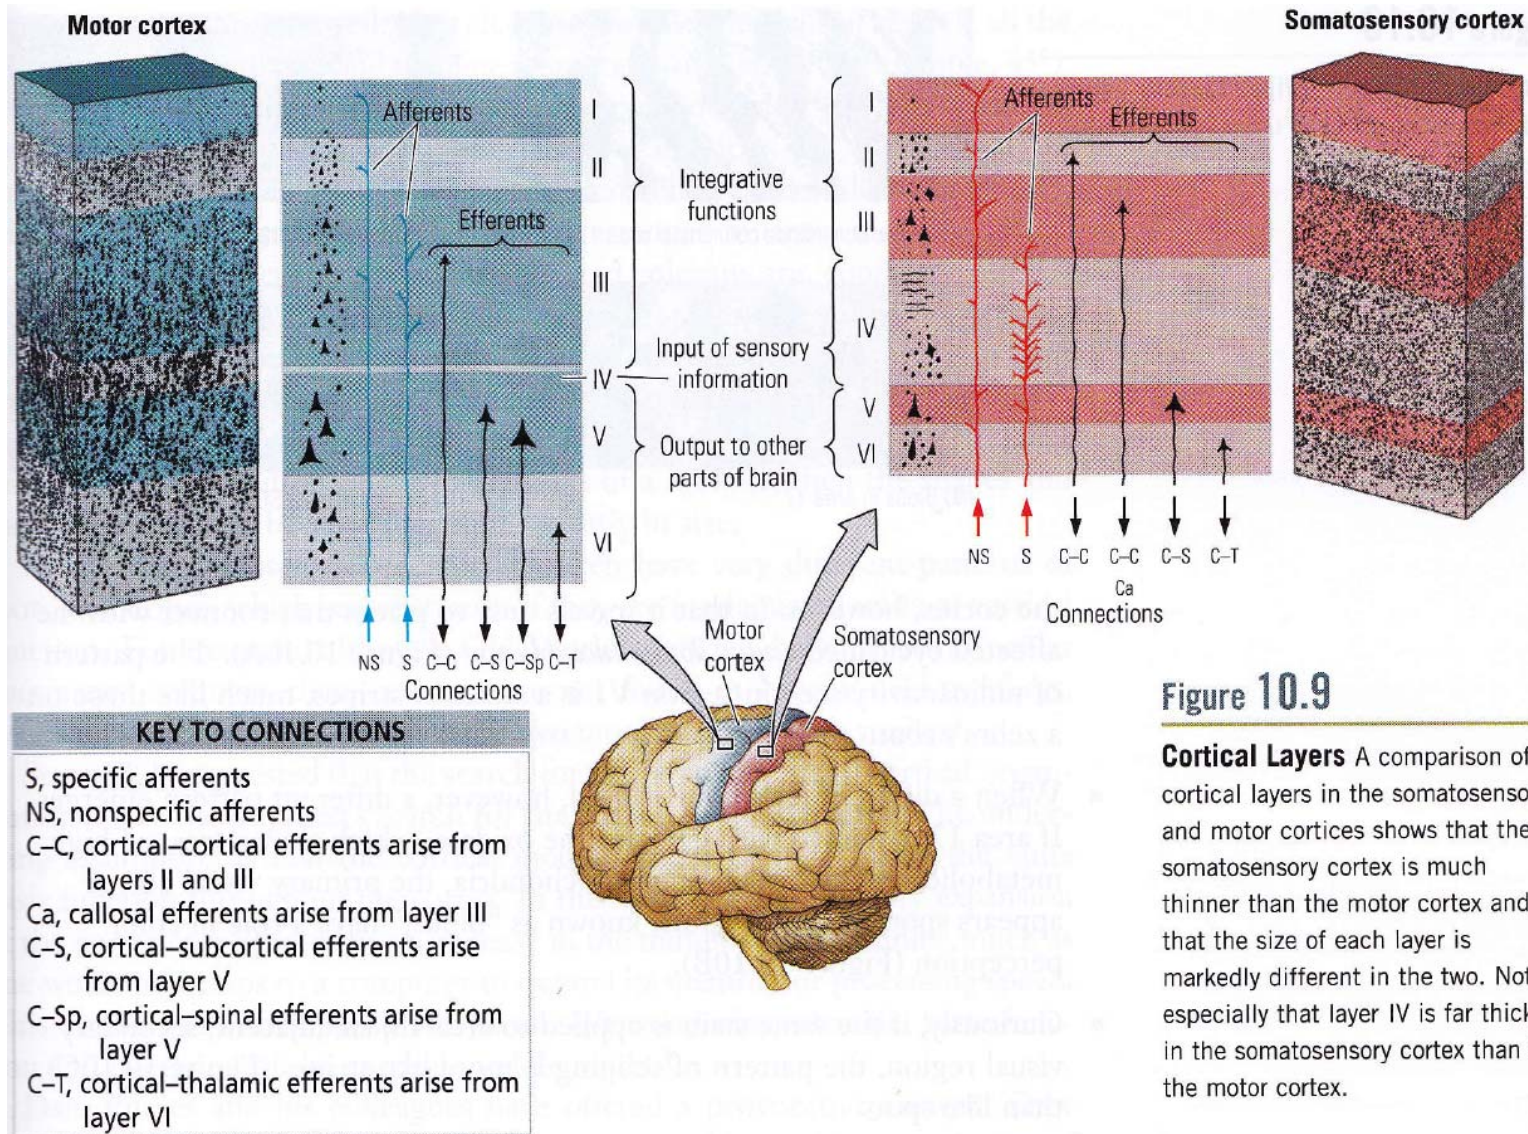 Motor cortex
Somatosensory cortex
Afferents
Efferents
I
II
III
IV
V
VI
Integrative
functions
Input of sensory
information
Output to other
parts of brain
NS
S
C–C
C–S
C–Sp
C–T
Connections
Afferents
Efferents
I
II
III
IV
V
VI
NS
S
C–C
C–C
C–S
C–T
Ca
Connections
Motor
cortex
Somatosensory
cortex
KEY TO CONNECTIONS
S, specific afferents
NS, nonspecific afferents
C–C, cortical–cortical efferents arise from
layers II and III
Ca, callosal efferents arise from layer III
C–S, cortical–subcortical efferents arise
from layer V
C–Sp, cortical–spinal efferents arise from
layer V
C–T, cortical–thalamic efferents arise from
layer VI
Figure 10.9
Cortical Layers A comparison of
cortical layers in the
and motor cortices shows that the
somatosensory cortex is much
thinner than the motor cortex and
that the size of each layer is
markedly different in the two.
especially that layer IV is far
in the somatosensory cortex than
the motor cortex.